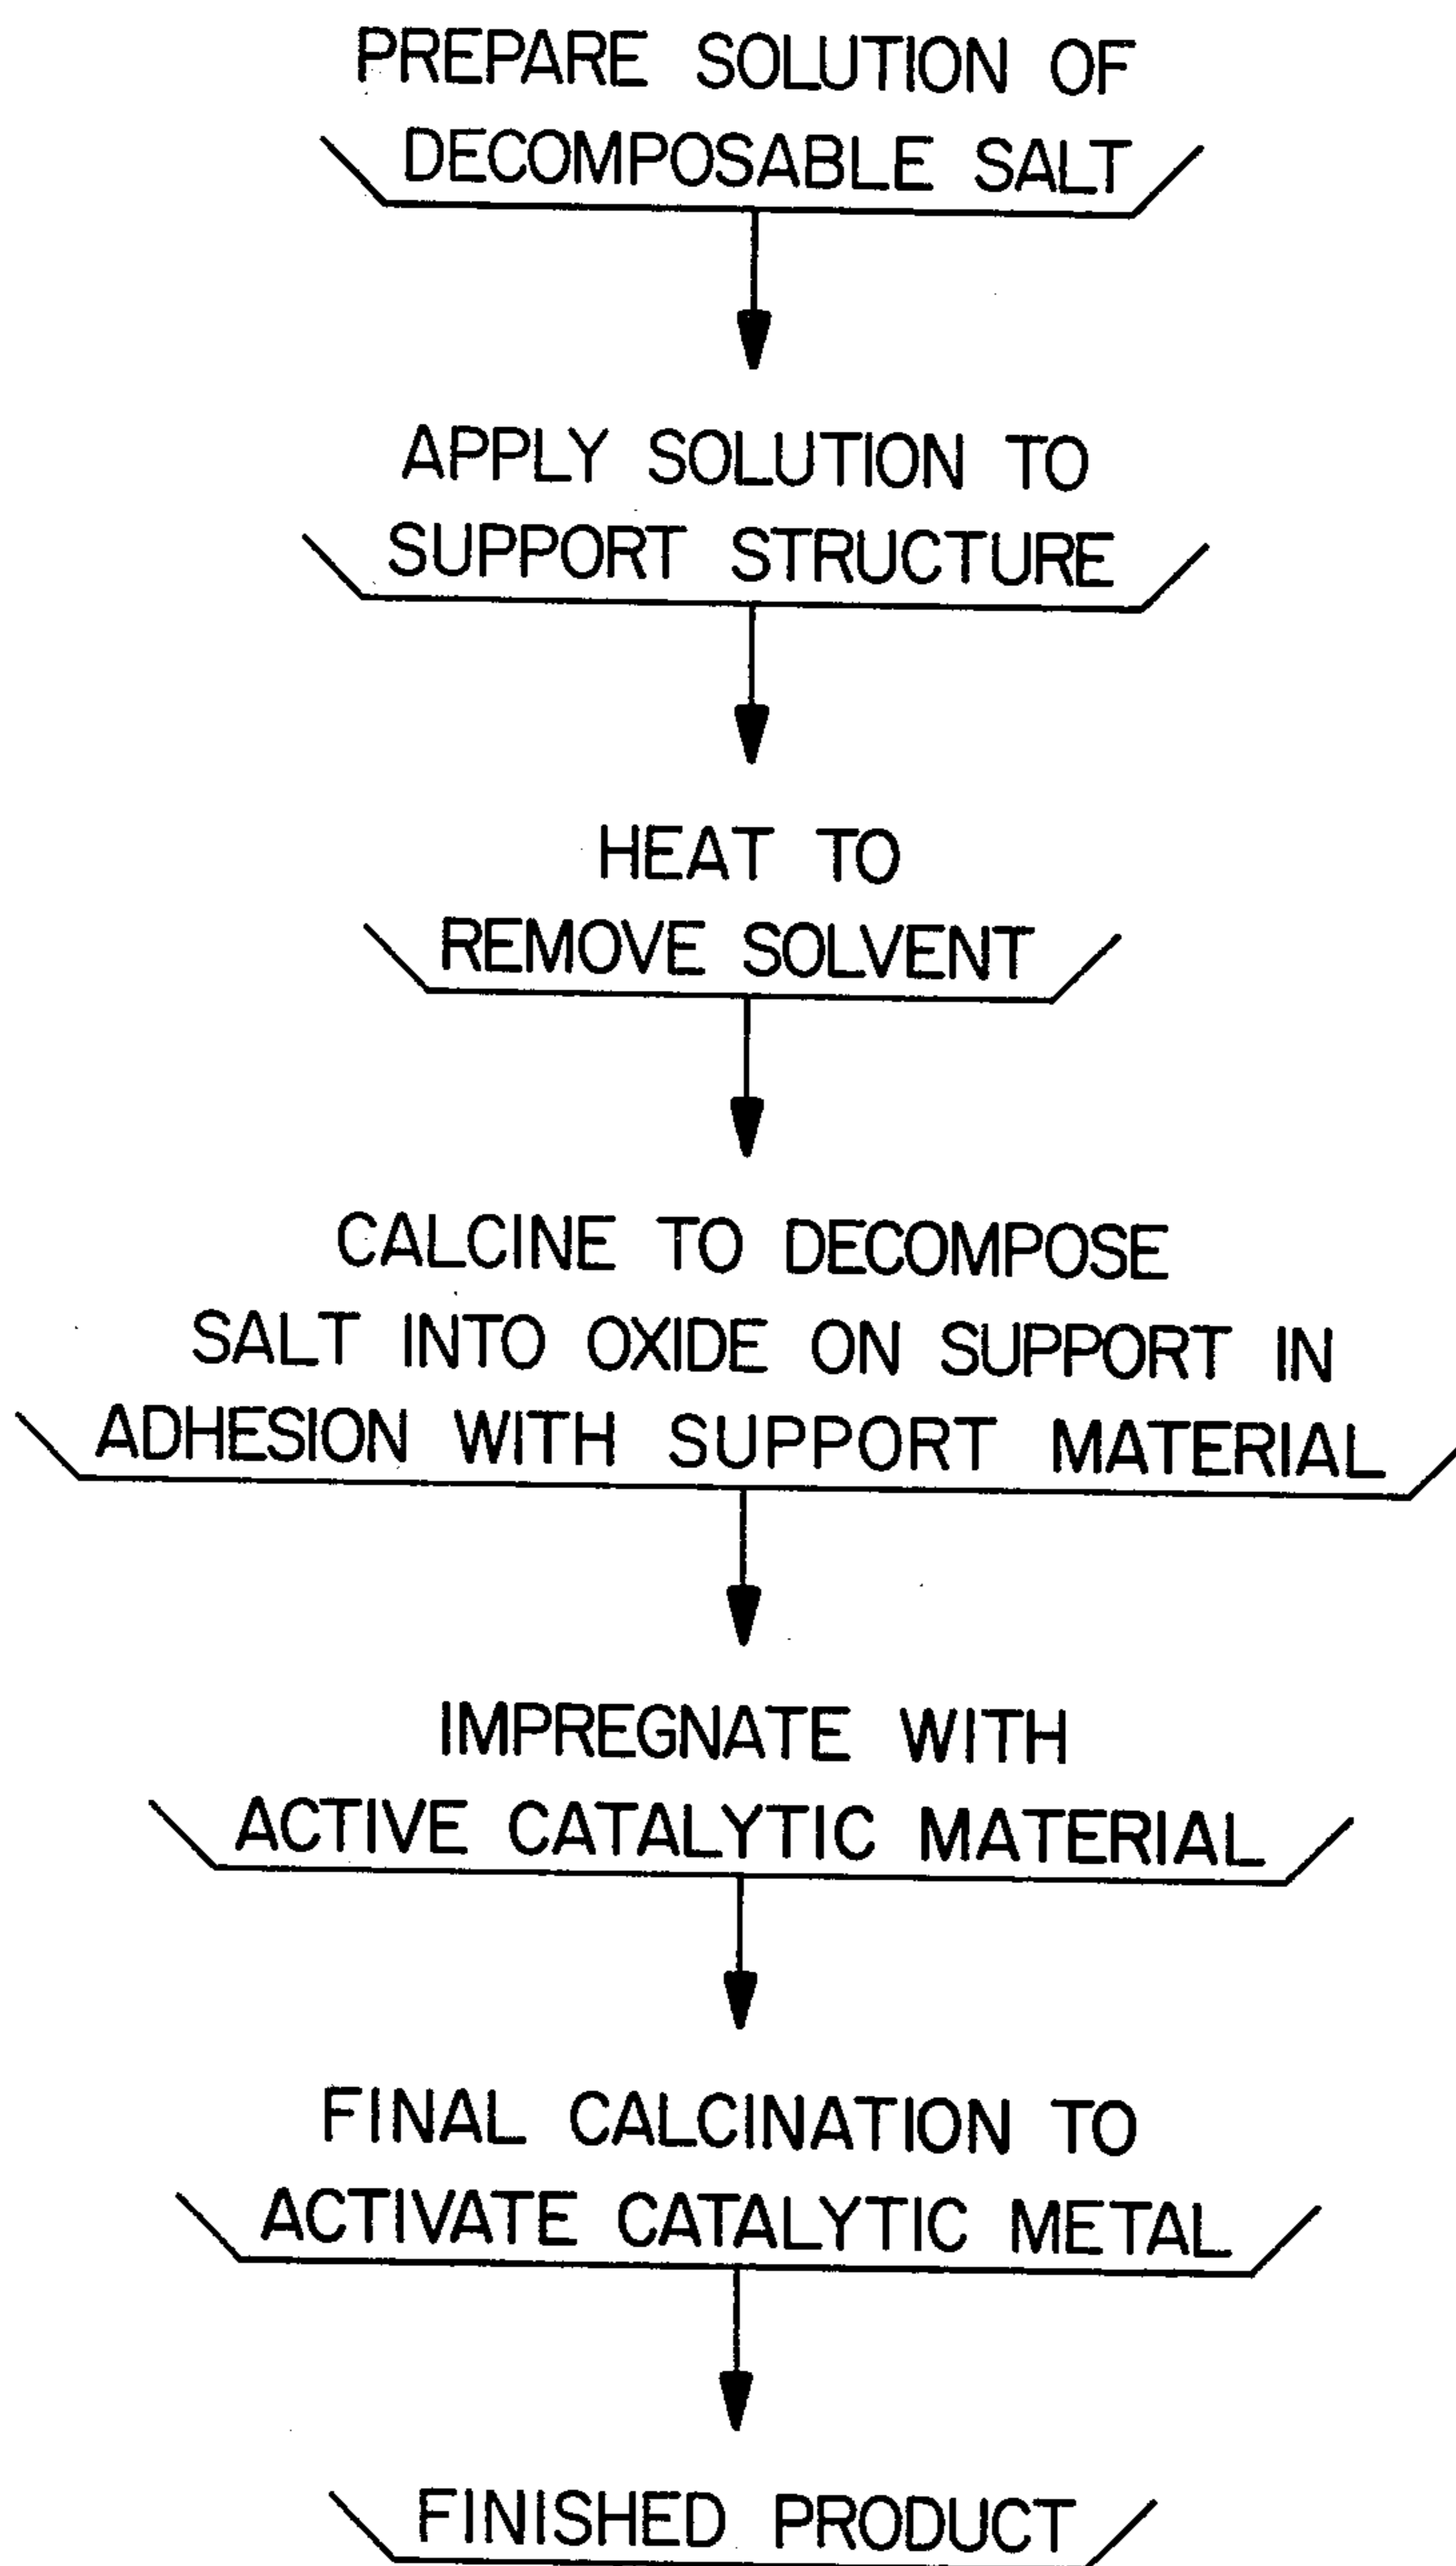 PREPARE SOLUTION OF
DECOMPOSABLE SALT
APPLY SOLUTION TO
SUPPORT STRUCTURE
HEAT TO
REMOVE SOLVENT
CALCINE TO DECOMPOSE
SALT INTO OXIDE ON SUPPORT IN
ADHESION WITH SUPPORT MATERIAL
IMPREGNATE WITH
ACTIVE CATALYTIC MATERIAL
FINAL CALCINATION TO
ACTIVATE CATALYTIC METAL
FINISHED PRODUCT